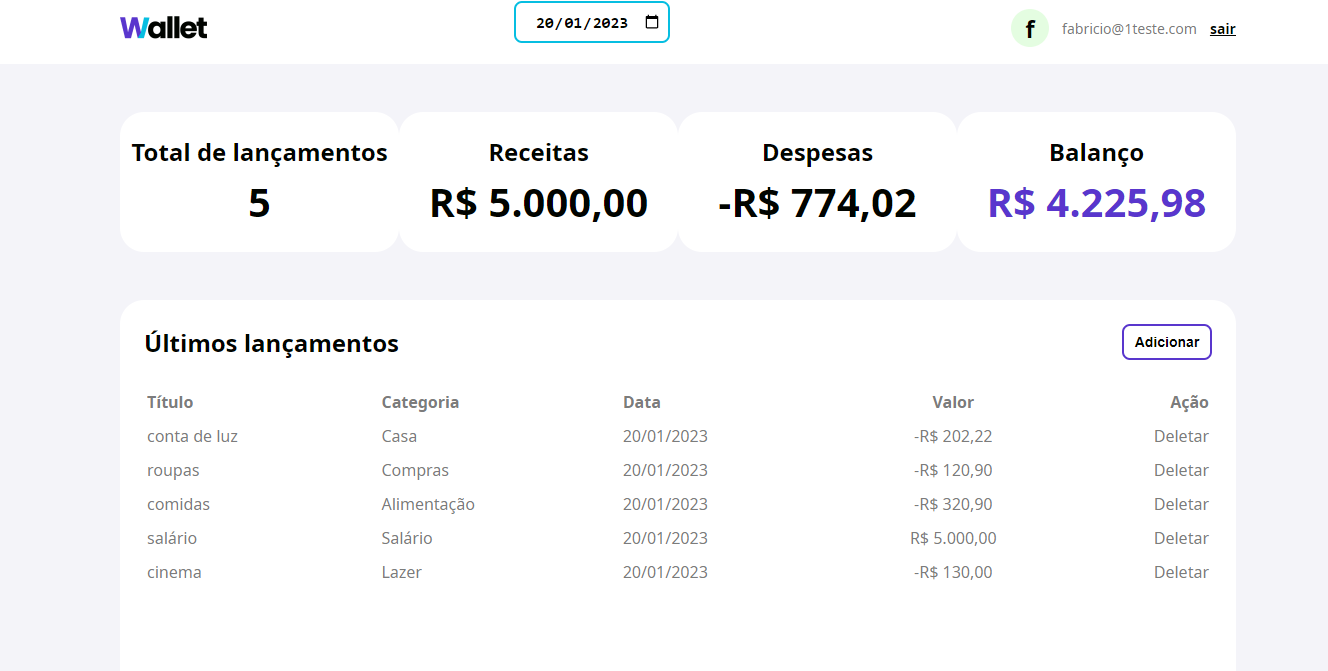 Wallet 20/01/2023 f fabricio@1teste.com sair
Total de lançamentos Receitas Despesas Balanço
5 R$ 5.000,00 -R$ 774,02 R$ 4.225,98
Últimos lançamentos Adicionar
Título Categoria Data Valor Ação
conta de luz Casa 20/01/2023 -R$ 202,22 Deletar
roupas Compras 20/01/2023 -R$ 120,90 Deletar
comidas Alimentação 20/01/2023 -R$ 320,90 Deletar
salário Salário 20/01/2023 R$ 5.000,00 Deletar
cinema Lazer 20/01/2023 -R$ 130,00 Deletar